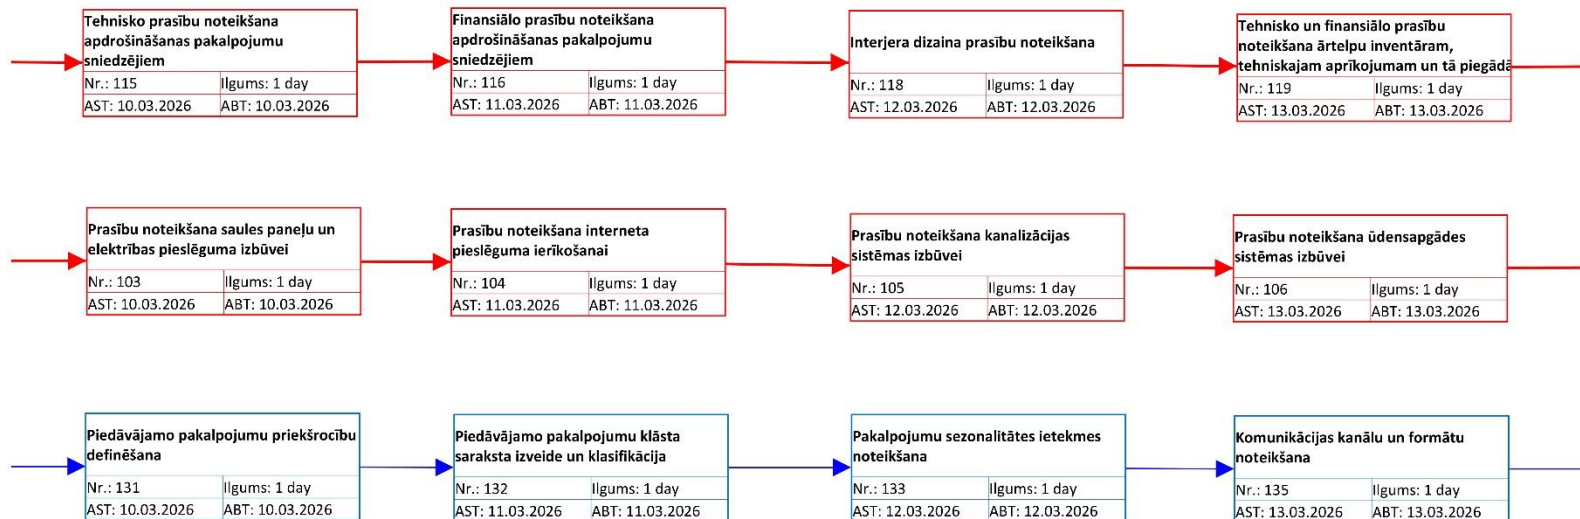 Tehnisko prasību noteikšana
apdrošināšanas pakalpojumu
sniedzējiem
Nr.: 115 Ilgums: 1 day
AST: 10.03.2026 ABT: 10.03.2026
Finansiālo prasību noteikšana
apdrošināšanas pakalpojumu
sniedzējiem
Nr.: 116 Ilgums: 1 day
AST: 11.03.2026 ABT: 11.03.2026
Interjera dizaina prasību noteikšana
Nr.: 118 Ilgums: 1 day
AST: 12.03.2026 ABT: 12.03.2026
Tehnisko un finansiālo prasību
noteikšana ārtelpu inventāram,
tehniskajam aprīkojumam un tā piegādā
Nr.: 119 Ilgums: 1 day
AST: 13.03.2026 ABT: 13.03.2026
Prasību noteikšana saules paneļu un
elektrības pieslēguma izbūvei
Nr.: 103 Ilgums: 1 day
AST: 10.03.2026 ABT: 10.03.2026
Prasību noteikšana interneta
pieslēguma ierīkošanai
Nr.: 104 Ilgums: 1 day
AST: 11.03.2026 ABT: 11.03.2026
Prasību noteikšana kanalizācijas
sistēmas izbūvei
Nr.: 105 Ilgums: 1 day
AST: 12.03.2026 ABT: 12.03.2026
Prasību noteikšana ūdensapgādes
sistēmas izbūvei
Nr.: 106 Ilgums: 1 day
AST: 13.03.2026 ABT: 13.03.2026
Piedāvājamo pakalpojumu priekšrocību
definēšana
Nr.: 131 Ilgums: 1 day
AST: 10.03.2026 ABT: 10.03.2026
Piedāvājamo pakalpojumu klāsta
saraksta izveide un klasifikācija
Nr.: 132 Ilgums: 1 day
AST: 11.03.2026 ABT: 11.03.2026
Pakalpojumu sezonalitātes ietekmes
noteikšana
Nr.: 133 Ilgums: 1 day
AST: 12.03.2026 ABT: 12.03.2026
Komunikācijas kanālu un formātu
noteikšana
Nr.: 135 Ilgums: 1 day
AST: 13.03.2026 ABT: 13.03.2026